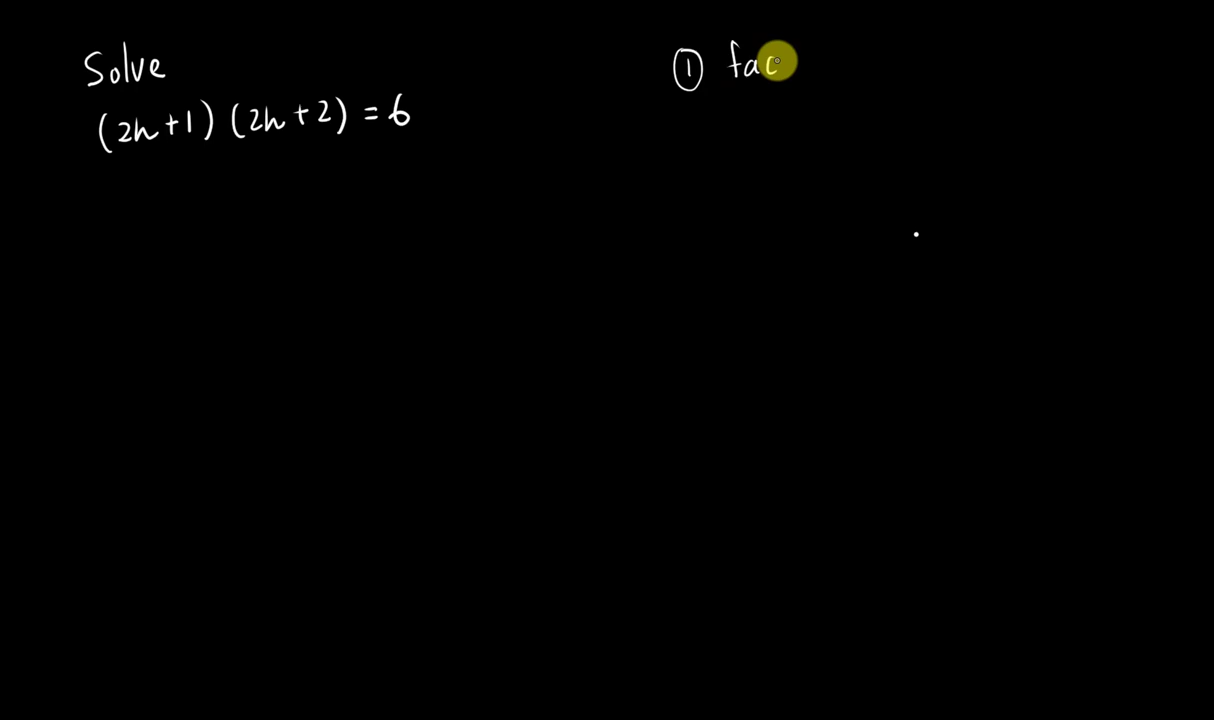 Solve
(2n+1) (2n+2) = 6
① fac